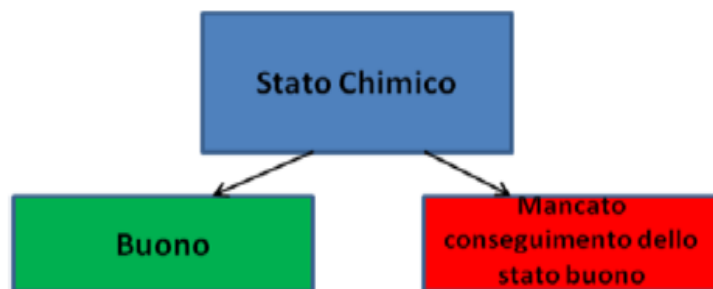 Stato Chimico
Buono
Mancato
conseguimento dello
stato buono